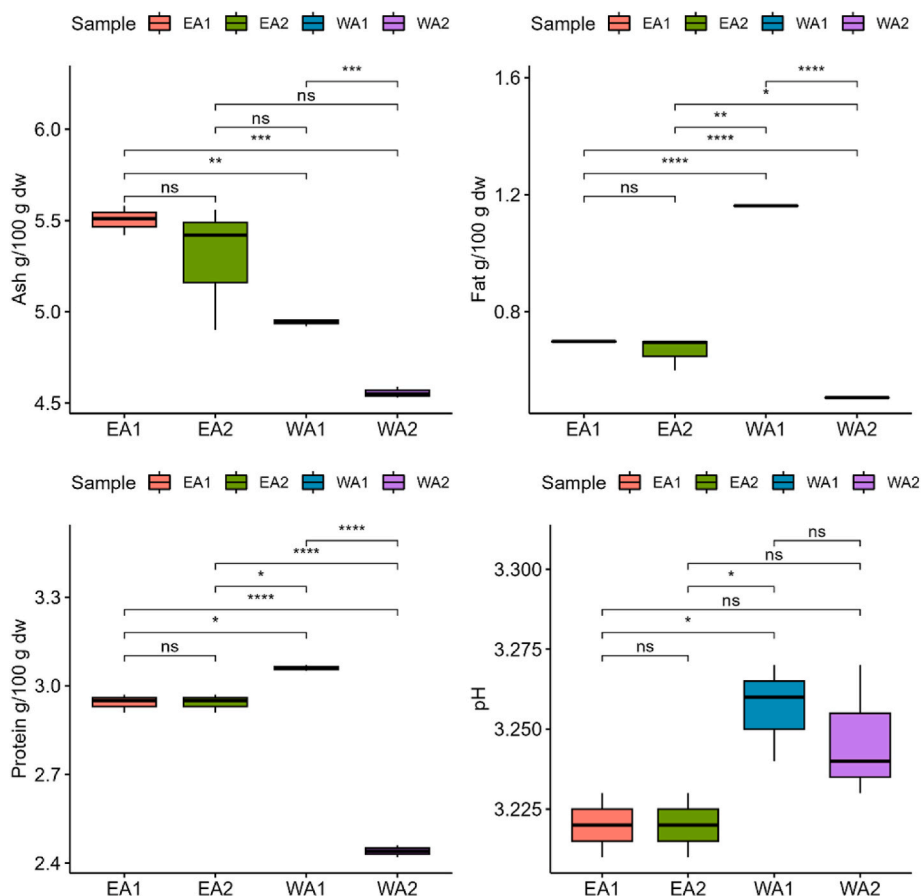 Sample EA1 EA2 WA1 WA2
Ash g/100 g dw
6.0
5.5
5.0
4.5
***
ns
ns
***
**
ns
EA1 EA2 WA1 WA2
Sample EA1 EA2 WA1 WA2
Fat g/100 g dw
1.6
1.2
0.8
****
*
**
****
****
ns
EA1 EA2 WA1 WA2
Sample EA1 EA2 WA1 WA2
Protein g/100 g dw
3.3
3.0
2.7
2.4
****
****
*
****
*
ns
EA1 EA2 WA1 WA2
Sample EA1 EA2 WA1 WA2
pH
3.300
3.275
3.250
3.225
ns
ns
*
ns
*
ns
EA1 EA2 WA1 WA2